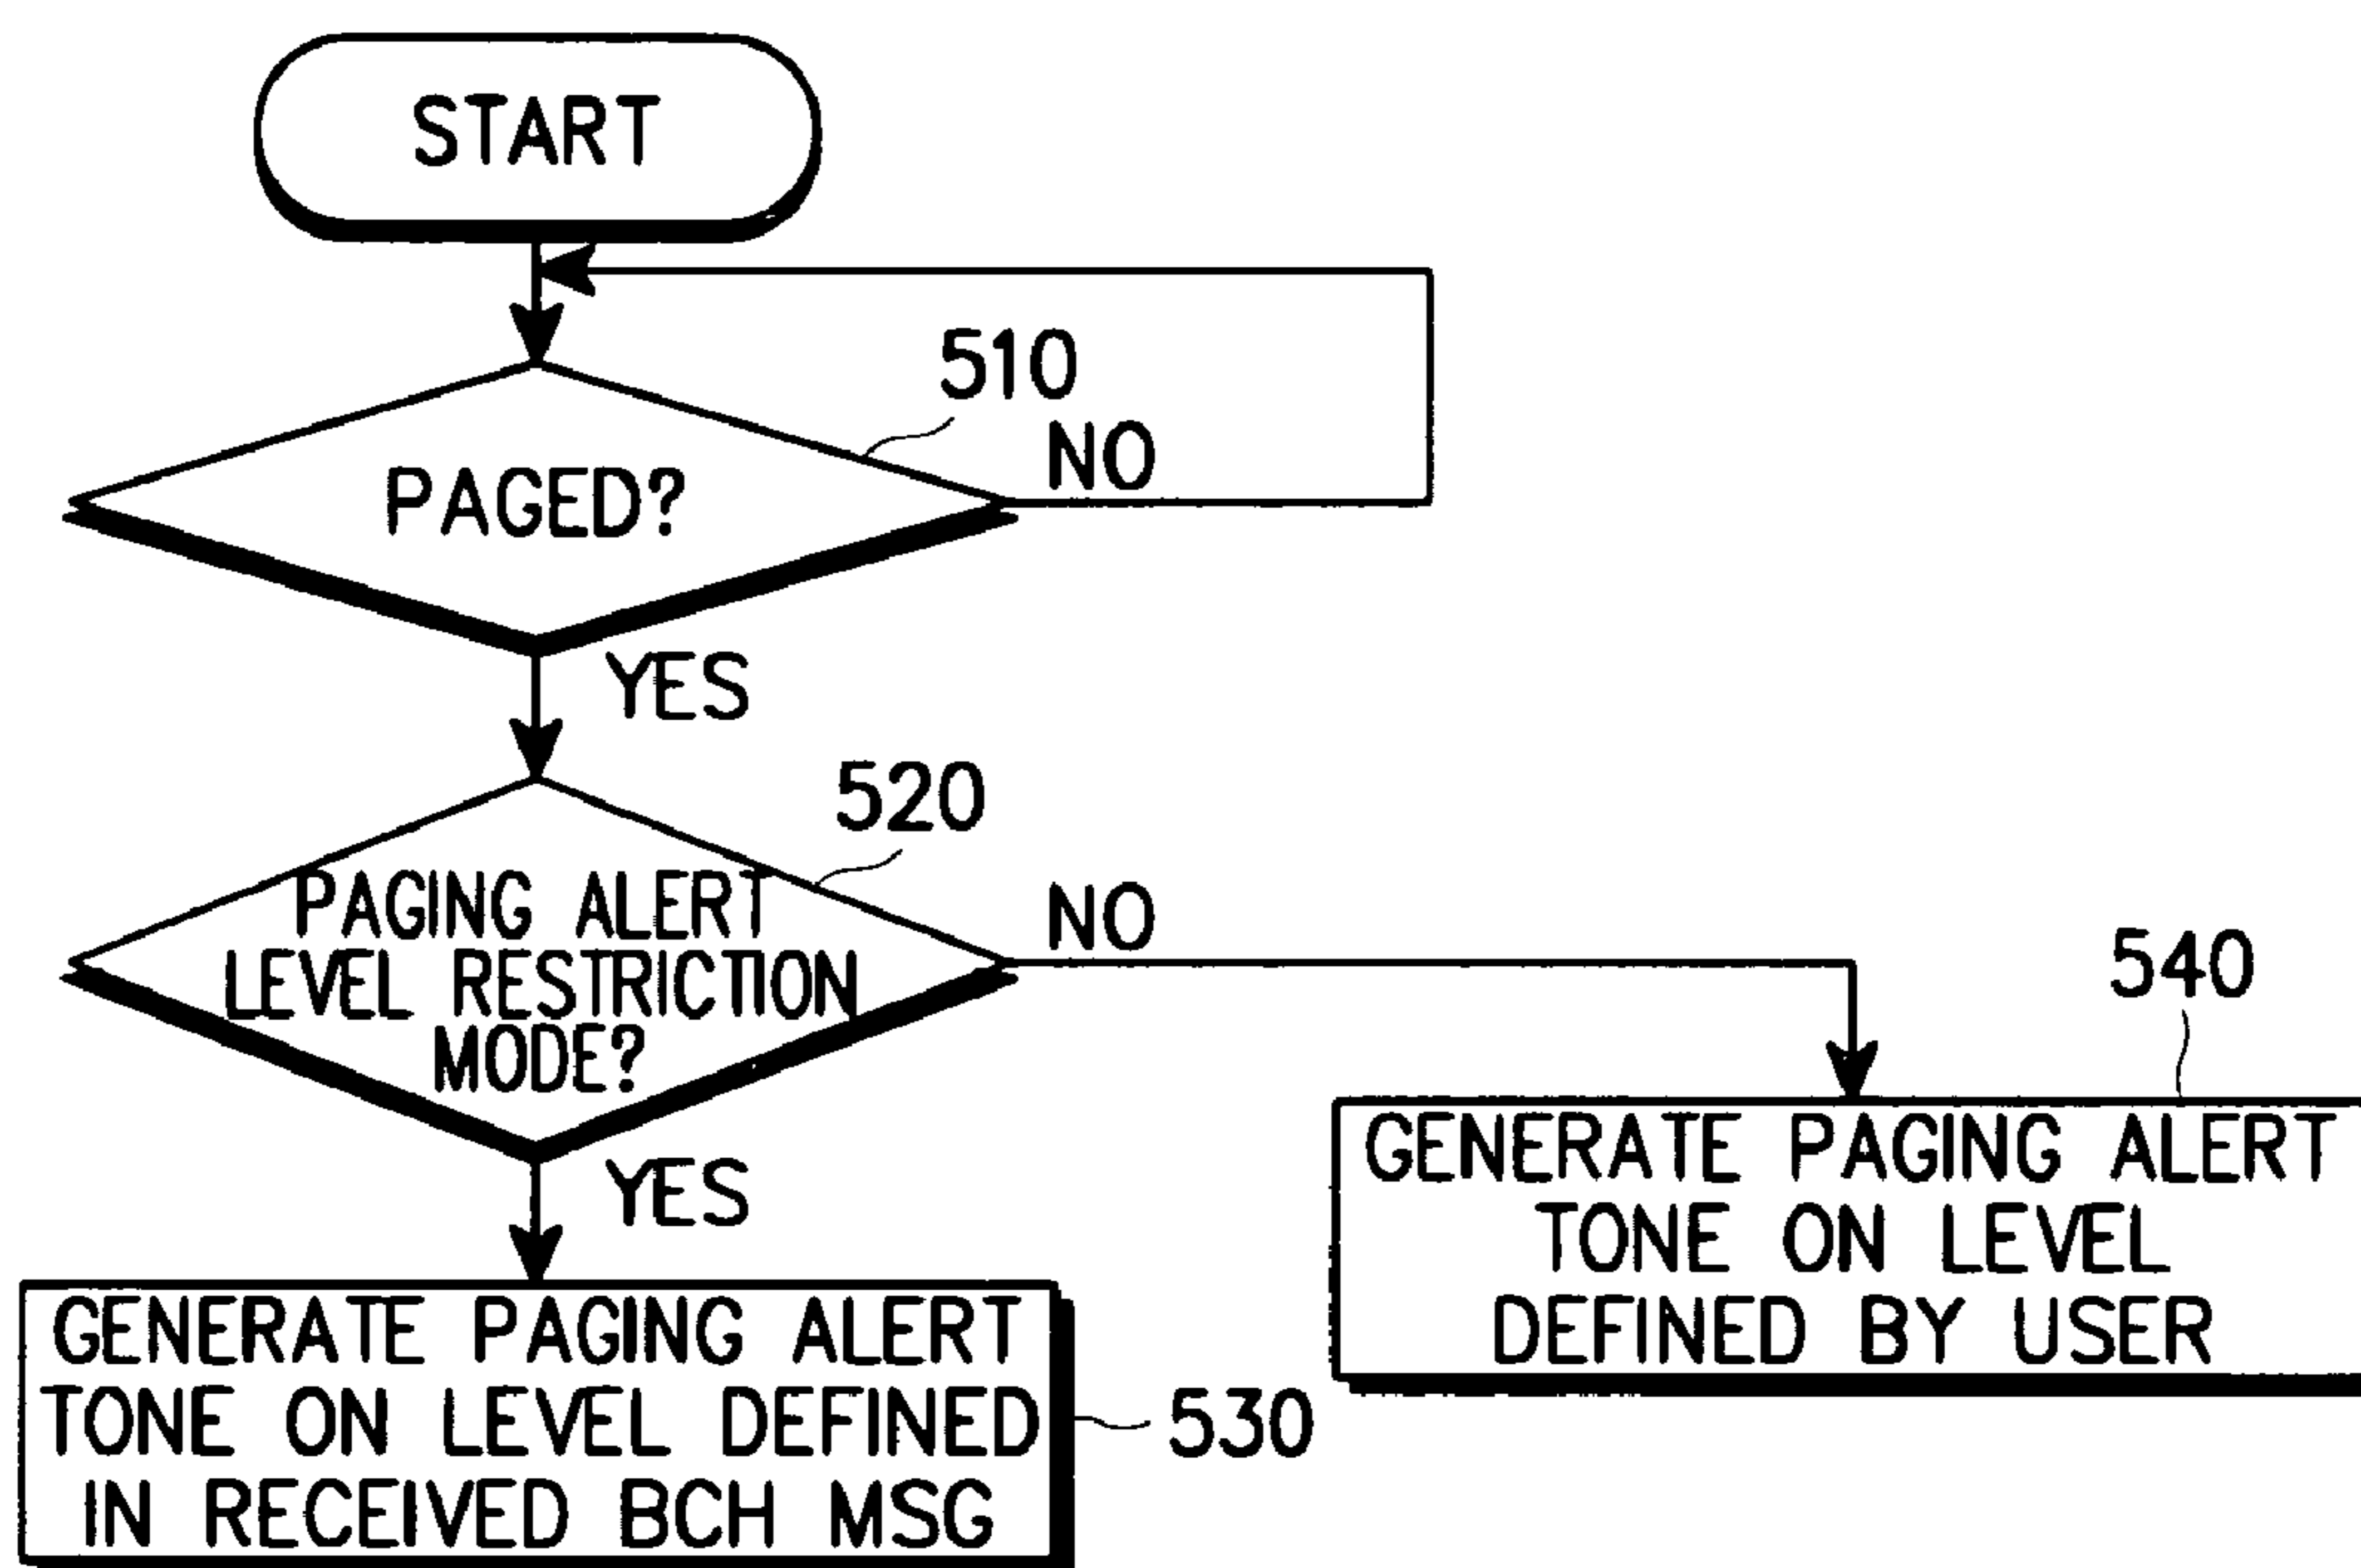 START
510
NO
PAGED?
YES
520
PAGING ALERT
LEVEL RESTRICTION
MODE?
NO
540
YES
GENERATE PAGING ALERT
TONE ON LEVEL
DEFINED BY USER
GENERATE PAGING ALERT
TONE ON LEVEL DEFINED
IN RECEIVED BCH MSG
530